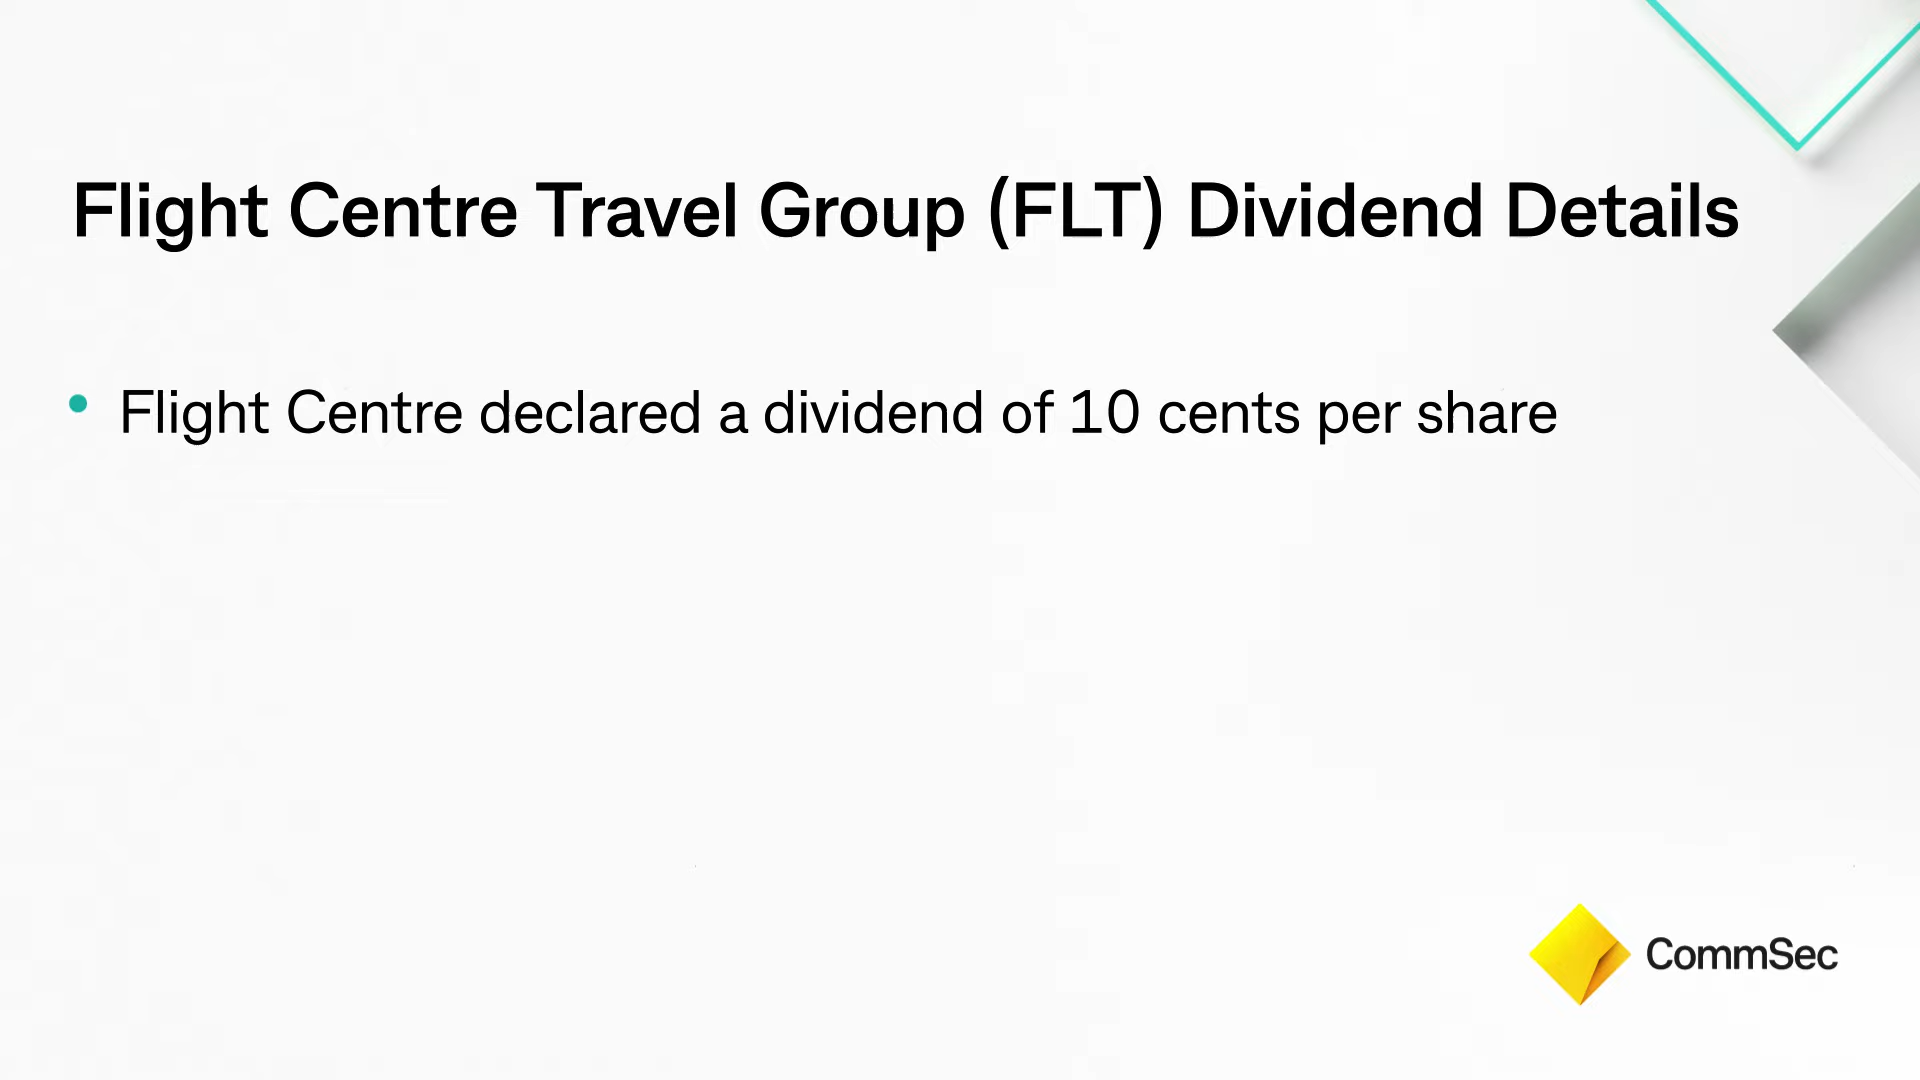 Flight Centre Travel Group (FLT) Dividend Details
• Flight Centre declared a dividend of 10 cents per share
CommSec